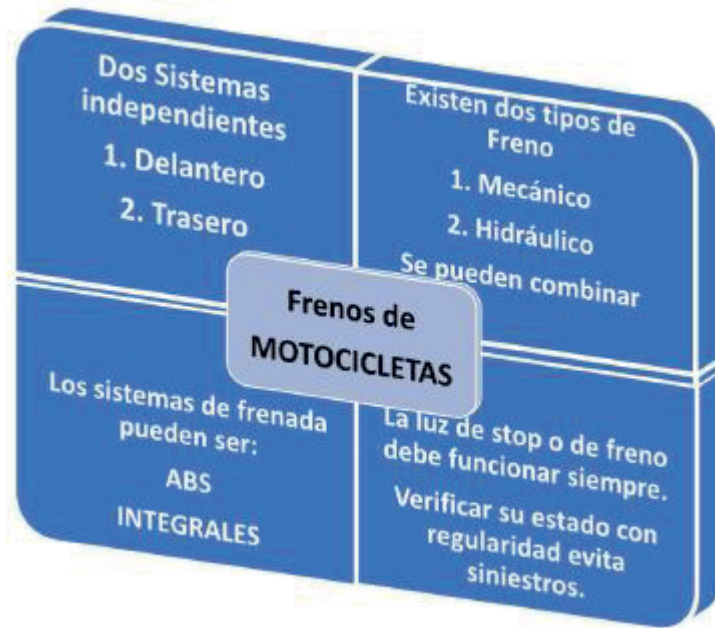 Dos Sistemas
independientes
1. Delantero
2. Trasero
Existen dos tipos de
Freno
1. Mecánico
2. Hidráulico
Se pueden combinar
Frenos de
MOTOCICLETAS
Los sistemas de frenada
pueden ser:
ABS
INTEGRALES
La luz de stop o de freno
debe funcionar siempre.
Verificar su estado con
regularidad evita
siniestros.